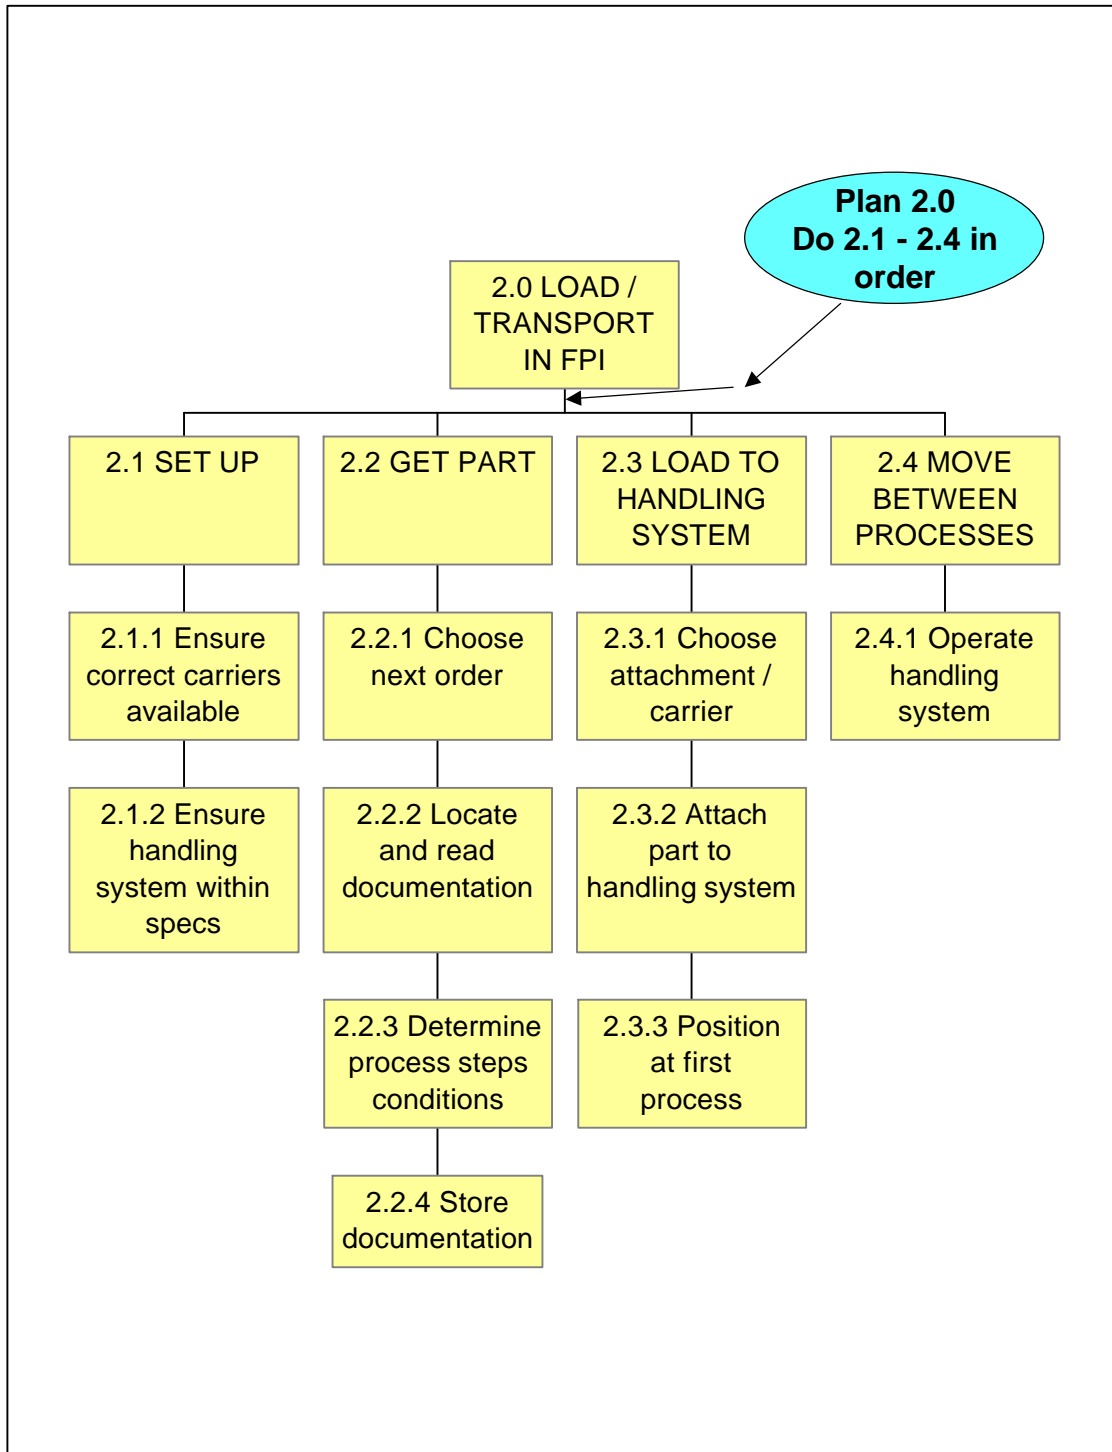 Plan 2.0
Do 2.1 - 2.4 in
order
2.0 LOAD /
TRANSPORT
IN FPI
2.1 SET UP
2.2 GET PART
2.3 LOAD TO
HANDLING
SYSTEM
2.4 MOVE
BETWEEN
PROCESSES
2.1.1 Ensure
correct carriers
available
2.2.1 Choose
next order
2.3.1 Choose
attachment /
carrier
2.4.1 Operate
handling
system
2.1.2 Ensure
handling
system within
specs
2.2.2 Locate
and read
documentation
2.3.2 Attach
part to
handling system
2.2.3 Determine
process steps
conditions
2.3.3 Position
at first
process
2.2.4 Store
documentation